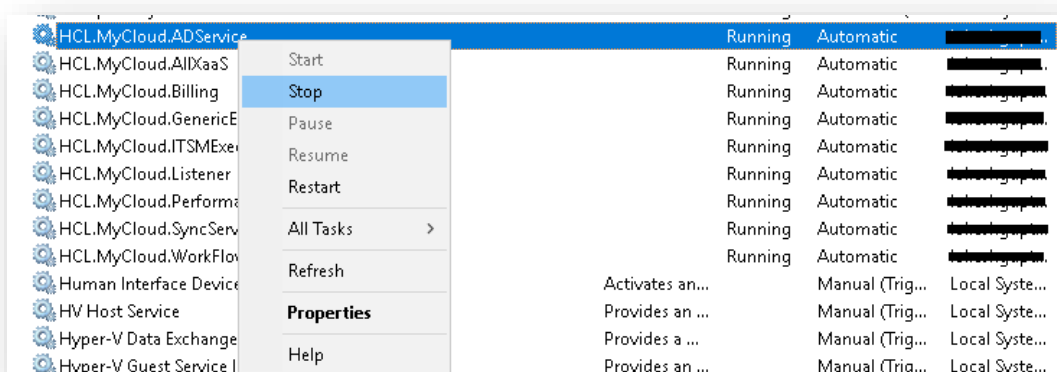 HCL.MyCloud.ADService Running Automatic
HCL.MyCloud.AllXaaS Running Automatic
HCL.MyCloud.Billing Running Automatic
HCL.MyCloud.GenericE Running Automatic
HCL.MyCloud.ITSMExe Running Automatic
HCL.MyCloud.Listener Running Automatic
HCL.MyCloud.Performa Running Automatic
HCL.MyCloud.SyncServ Running Automatic
HCL.MyCloud.WorkFlo Running Automatic
Human Interface Device Activates an... Manual (Trig... Local Syste...
HV Host Service Provides an ... Manual (Trig... Local Syste...
Hyper-V Data Exchange Provides a ... Manual (Trig... Local Syste...
Hyper-V Guest Service I Provides an ... Manual (Trig... Local Syste...
Start
Stop
Pause
Resume
Restart
All Tasks >
Refresh
Properties
Help